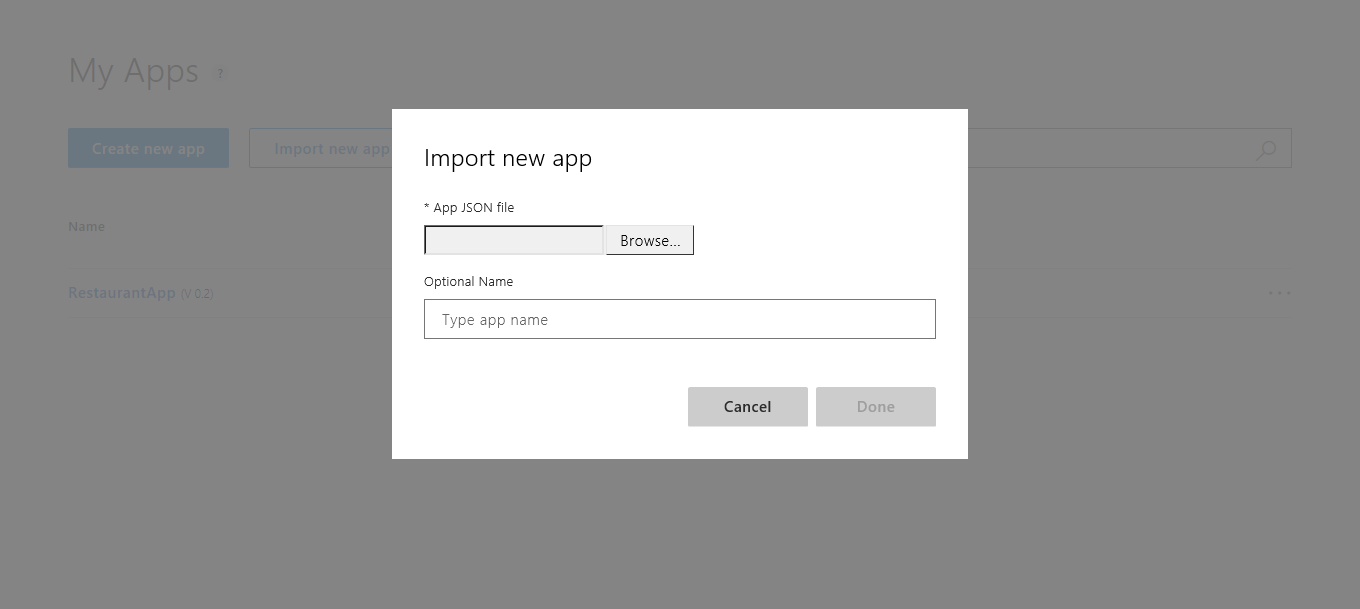 My Apps ?
Create new app
Import new app
Name
RestaurantApp (V 0.2)
Import new app
* App JSON file
Browse...
Optional Name
Type app name
Cancel
Done